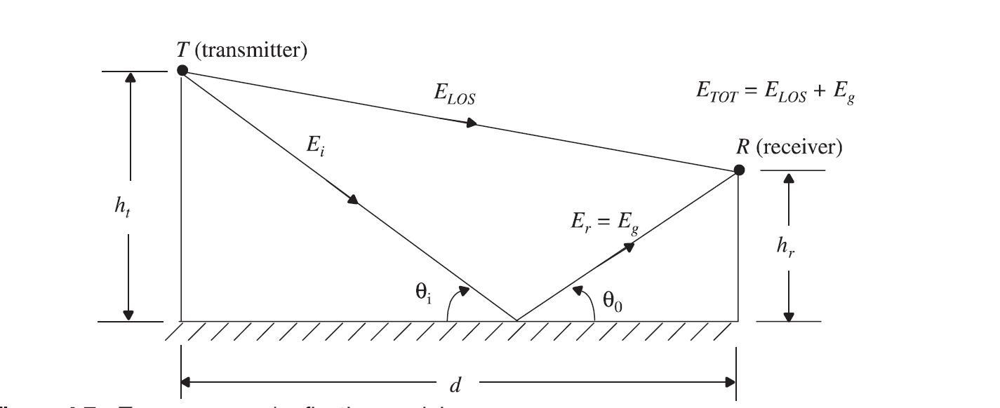 T (transmitter)
E_LOS
E_TOT = E_LOS + E_g
E_i
R (receiver)
h_t
E_r = E_g
h_r
θ_i
θ_0
d